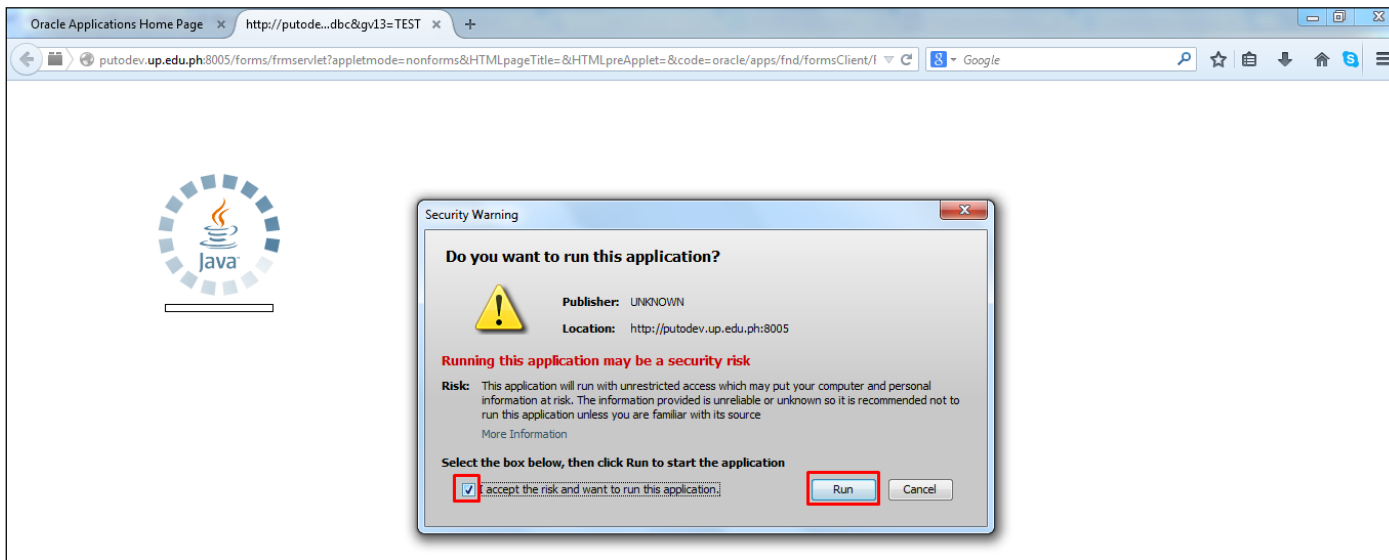 Oracle Applications Home Page
http://putode...dbc&gv13=TEST
putodev.up.edu.ph:8005/forms/frmservlet?appletmode=nonforms&HTMLpageTitle=&HTMLpreApplet=&code=oracle/apps/fnd/formsClient/
8 Google
Java
Security Warning
Do you want to run this application?
Publisher: UNKNOWN
Location: http://putodev.up.edu.ph:8005
Running this application may be a security risk
Risk: This application will run with unrestricted access which may put your computer and personal
information at risk. The information provided is unreliable or unknown so it is recommended not to
run this application unless you are familiar with its source
More Information
Select the box below, then click Run to start the application
I accept the risk and want to run this application.
Run Cancel